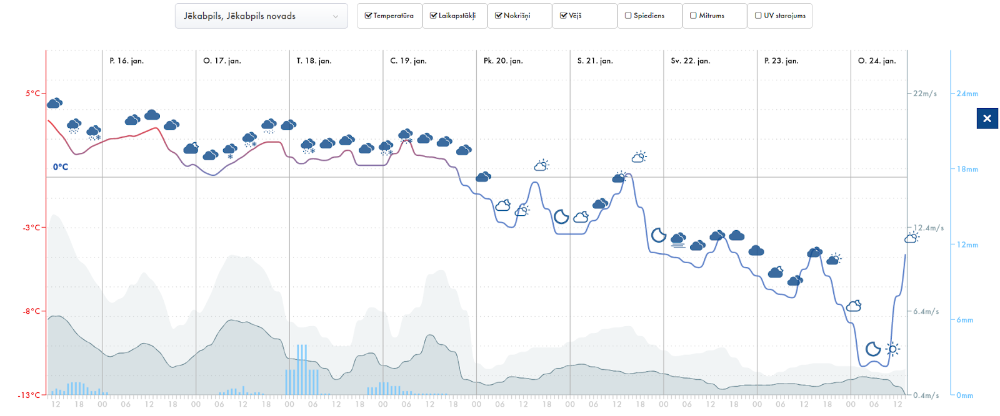 Jēkabpils, Jēkabpils novads
Temperatūra
Laikapstākļi
Nokrišņi
Vējš
Spiediens
Mitrums
UV starojums
P. 16. jan.
O. 17. jan.
T. 18. jan.
C. 19. jan.
Pk. 20. jan.
S. 21. jan.
Sv. 22. jan.
P. 23. jan.
O. 24. jan.
5°C
22m/s
24mm
0°C
18mm
-3°C
12.4m/s
12mm
-8°C
6.4m/s
6mm
-13°C
0.4m/s
0mm
12 18 00 06 12 18 00 06 12 18 00 06 12 18 00 06 12 18 00 06 12 18 00 06 12 18 00 06 12 18 00 06 12 18 00 06 12